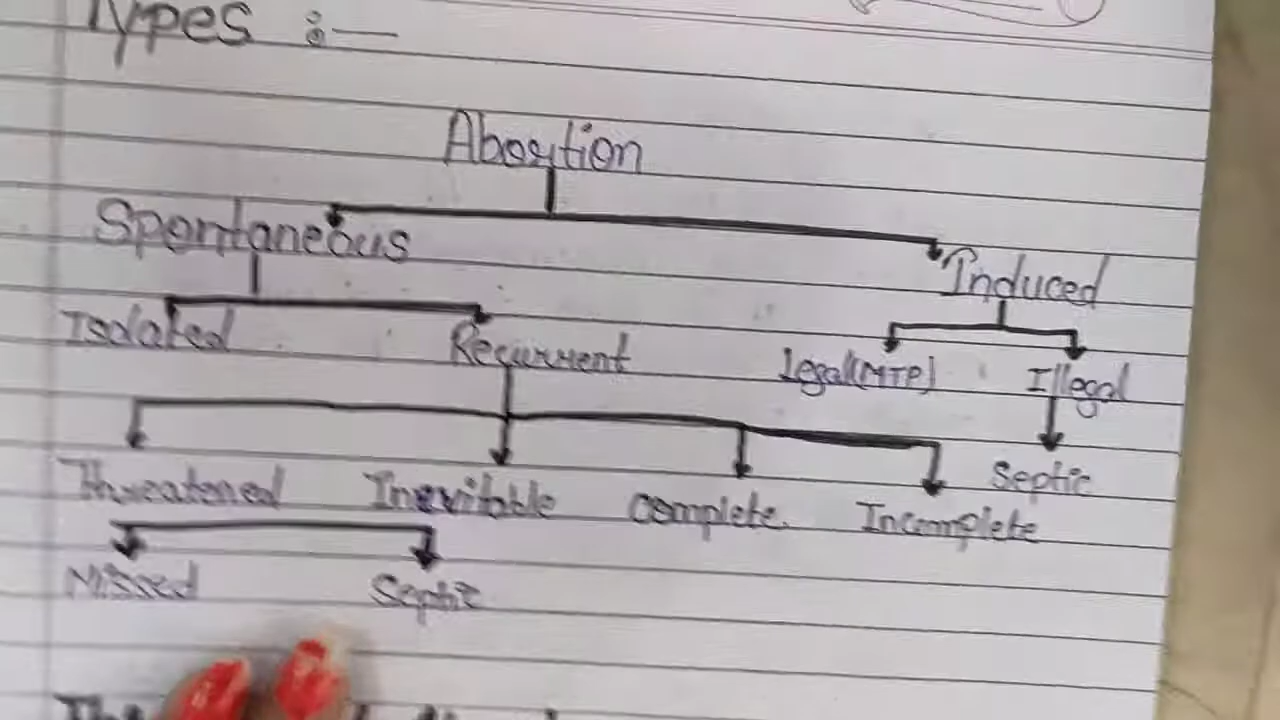 Types :—
Abortion
Spontaneous
Induced
Isolated Recurrent Legal(MTP) Illegal
Threatened Inevitable complete. Incomplete Septic
Missed Septic